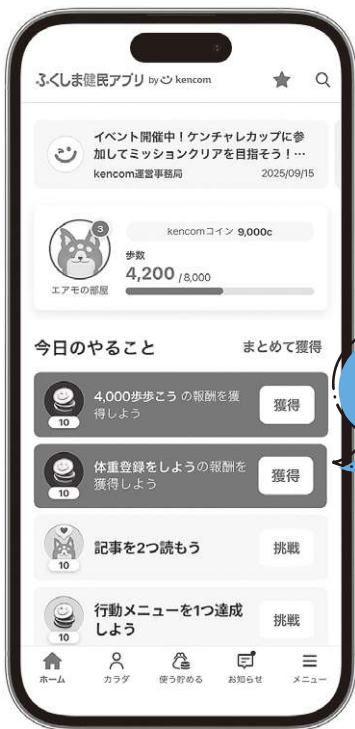 ふくしま健民アプリ by kencom
イベント開催中！ケンチャレカップに参
加してミッションクリアを目指そう！…
kencom運営事務局 2025/09/15
3
kencomコイン 9,000c
歩数
4,200 / 8,000
エアモの部屋
今日のやること まとめて獲得
4,000歩歩こう の報酬を獲
得しよう
獲得
10
体重登録をしようの報酬を
獲得しよう
獲得
10
記事を2つ読もう
挑戦
10
行動メニューを1つ達成
しよう
挑戦
10
ホーム カラダ 使う貯める お知らせ メニュー